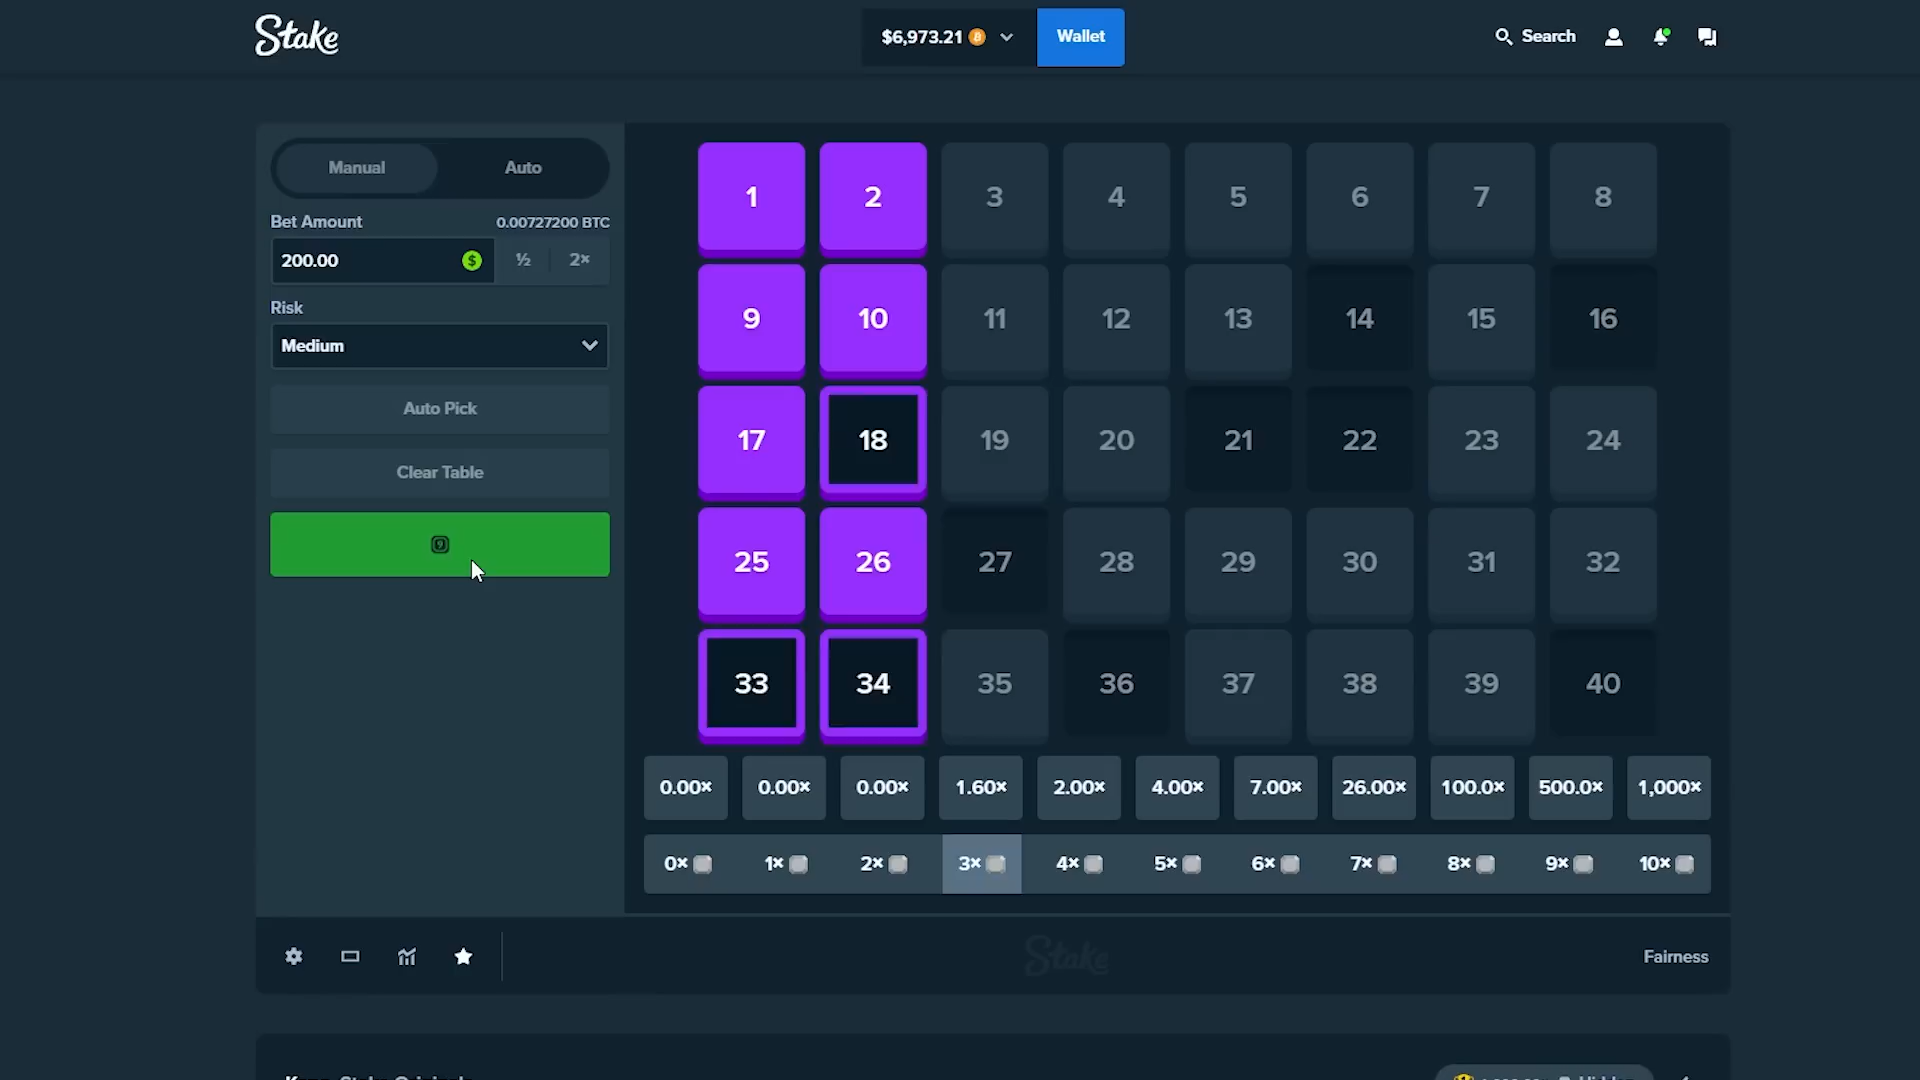 Stake
$6,973.21
Wallet
Search
Manual Auto
Bet Amount 0.00727200 BTC
200.00 $ ½ 2×
Risk
Medium
Auto Pick
Clear Table
1 2 3 4 5 6 7 8
9 10 11 12 13 14 15 16
17 18 19 20 21 22 23 24
25 26 27 28 29 30 31 32
33 34 35 36 37 38 39 40
0.00× 0.00× 0.00× 1.60× 2.00× 4.00× 7.00× 26.00× 100.0× 500.0× 1,000×
0× 1× 2× 3× 4× 5× 6× 7× 8× 9× 10×
Stake
Fairness